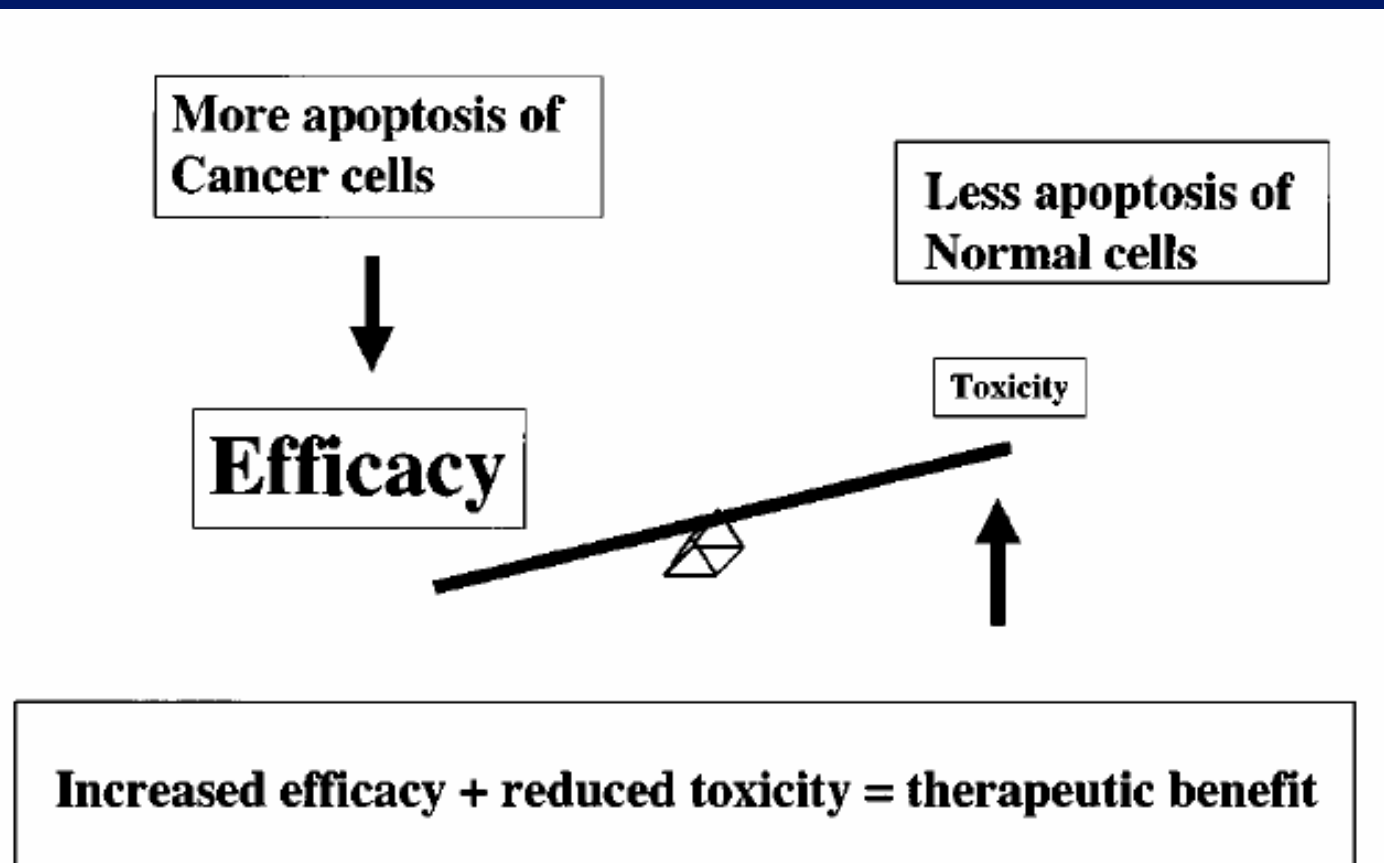 More apoptosis of
Cancer cells
Less apoptosis of
Normal cells
Toxicity
Efficacy
Increased efficacy + reduced toxicity = therapeutic benefit